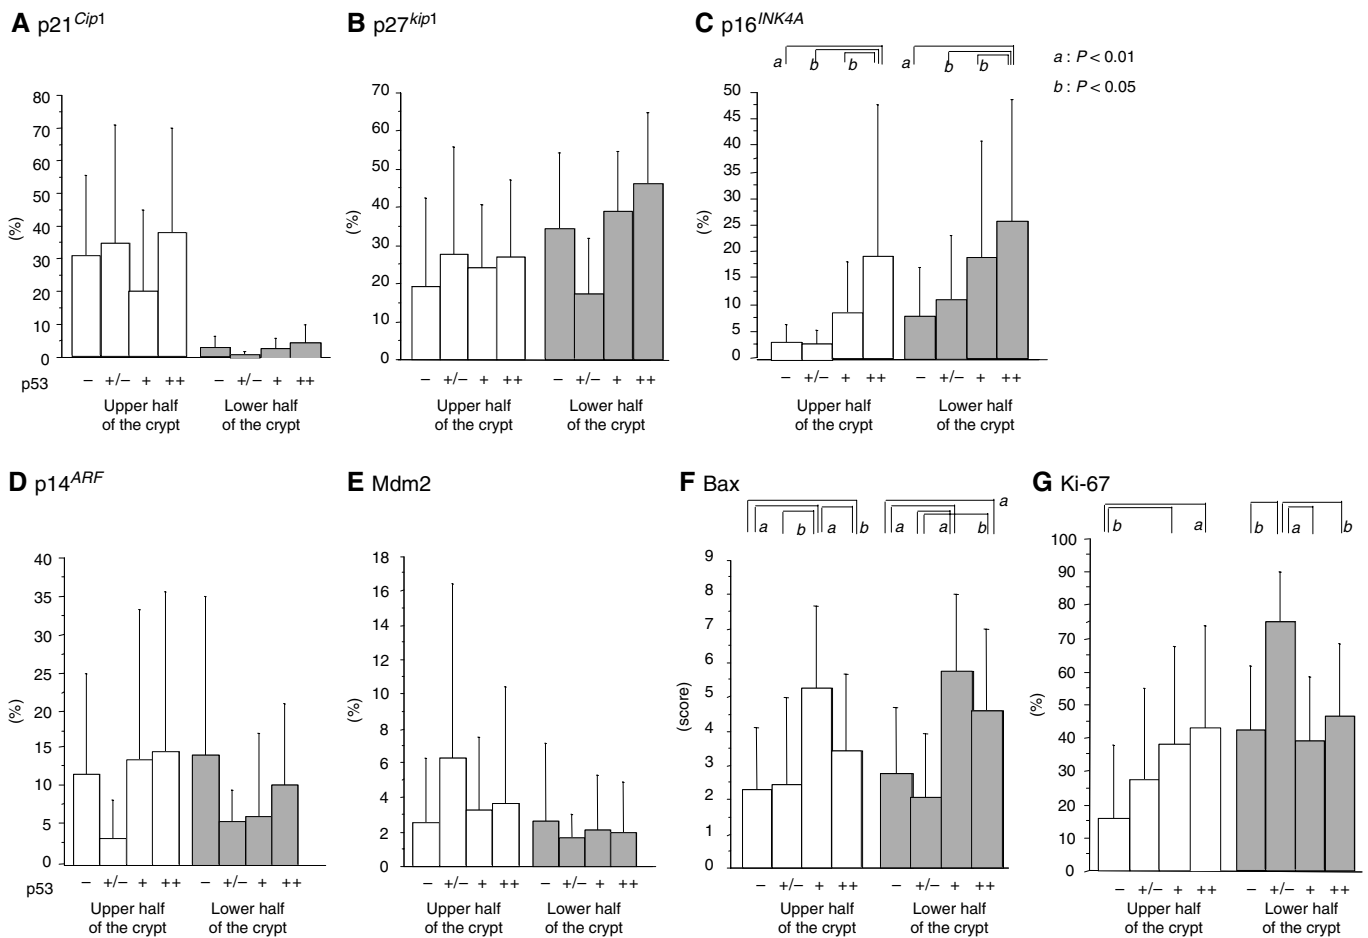 A p21Cip1
B p27kip1
C p16INK4A
a b b a b b
a : P < 0.01
b : P < 0.05
80
70
60
50
40
30
20
10
0
(%)
70
60
50
40
30
20
10
0
(%)
50
45
40
35
30
25
20
15
10
5
0
(%)
p53 – +/– + ++ – +/– + ++
Upper half
of the crypt
Lower half
of the crypt
– +/– + ++ – +/– + ++
Upper half
of the crypt
Lower half
of the crypt
– +/– + ++ – +/– + ++
Upper half
of the crypt
Lower half
of the crypt
D p14ARF
E Mdm2
F Bax
G Ki-67
a b a b a a b a
b a b a b
40
35
30
25
20
15
10
5
0
(%)
18
16
14
12
10
8
6
4
2
0
(%)
9
8
7
6
5
4
3
2
1
0
(score)
100
90
80
70
60
50
40
30
20
10
0
(%)
p53 – +/– + ++ – +/– + ++
Upper half
of the crypt
Lower half
of the crypt
– +/– + ++ – +/– + ++
Upper half
of the crypt
Lower half
of the crypt
– +/– + ++ – +/– + ++
Upper half
of the crypt
Lower half
of the crypt
– +/– + ++ – +/– + ++
Upper half
of the crypt
Lower half
of the crypt